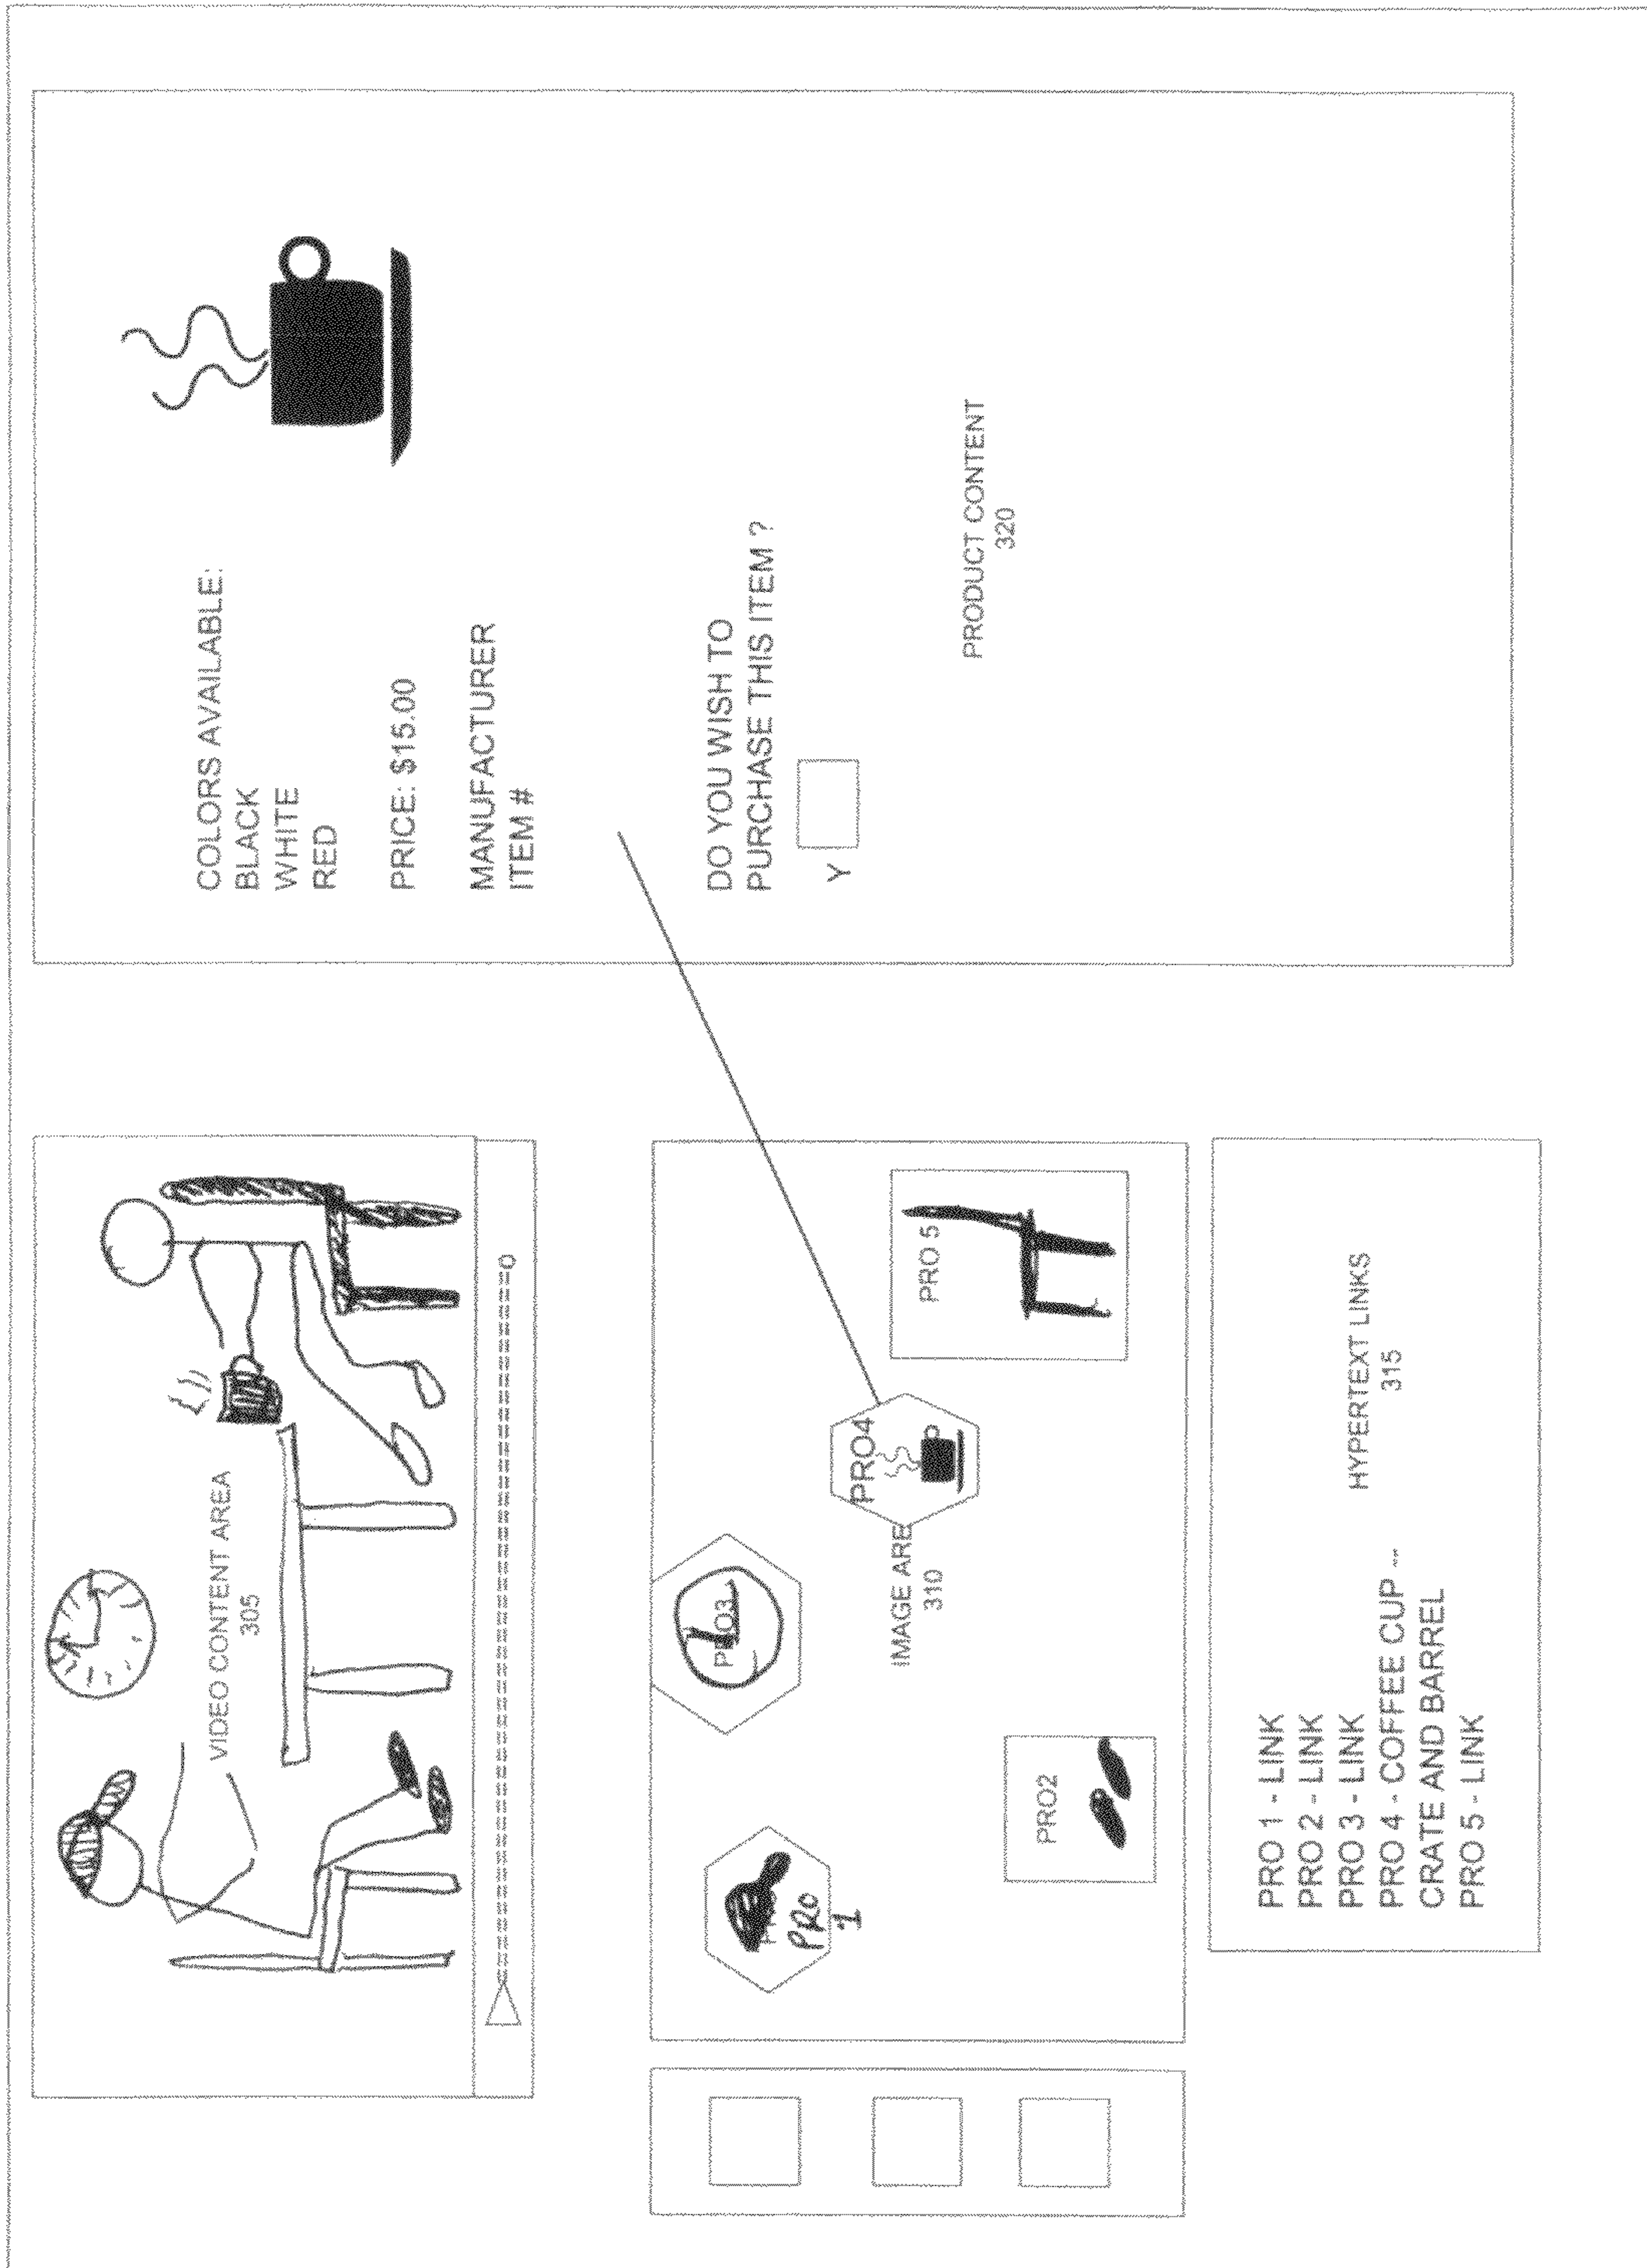 VIDEO CONTENT AREA
305
COLORS AVAILABLE:
BLACK
WHITE
RED
PRICE: $15.00
MANUFACTURER
ITEM #
DO YOU WISH TO
PURCHASE THIS ITEM ?
Y
PRODUCT CONTENT
320
PRO
1
PRO2
PRO3
PRO4
PRO 5
IMAGE ARE
310
PRO 1 - LINK
PRO 2 - LINK
PRO 3 - LINK
PRO 4 - COFFEE CUP --
CRATE AND BARREL
PRO 5 - LINK
HYPERTEXT LINKS
315